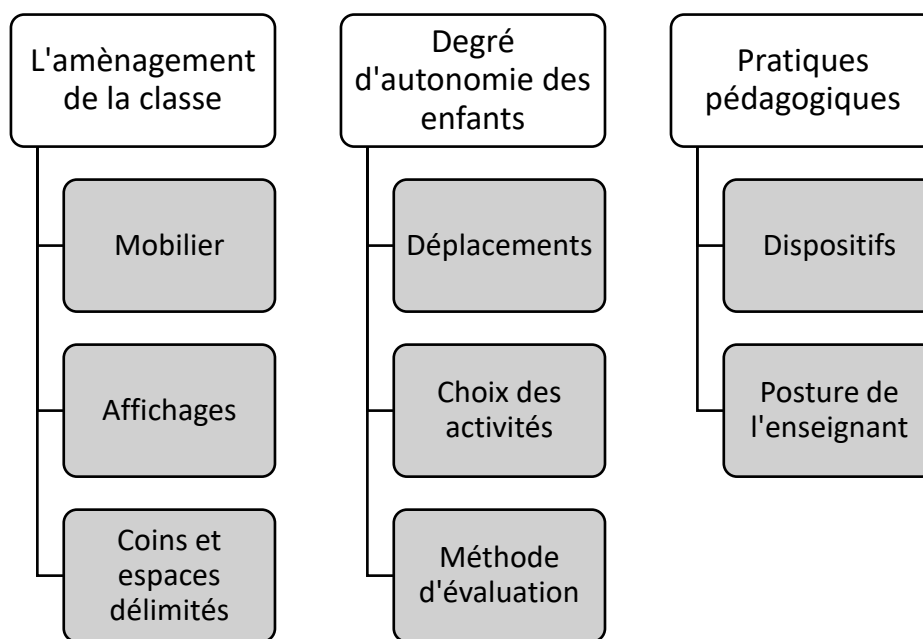 L'amènagement
de la classe
Mobilier
Affichages
Coins et
espaces
délimités
Degré
d'autonomie des
enfants
Déplacements
Choix des
activités
Méthode
d'évaluation
Pratiques
pédagogiques
Dispositifs
Posture de
l'enseignant